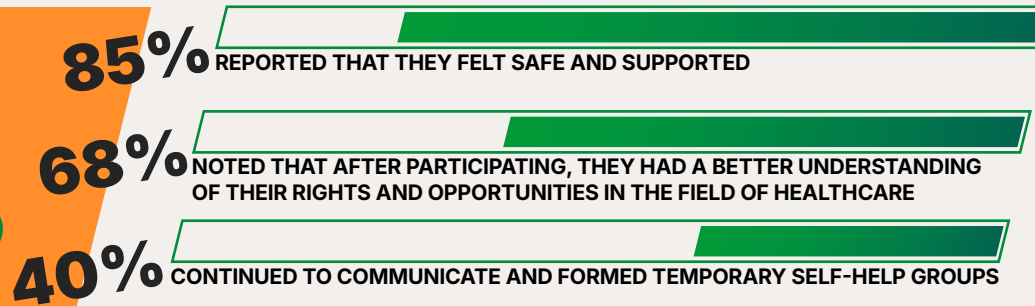 85%
REPORTED THAT THEY FELT SAFE AND SUPPORTED
68%
NOTED THAT AFTER PARTICIPATING, THEY HAD A BETTER UNDERSTANDING
OF THEIR RIGHTS AND OPPORTUNITIES IN THE FIELD OF HEALTHCARE
40%
CONTINUED TO COMMUNICATE AND FORMED TEMPORARY SELF-HELP GROUPS